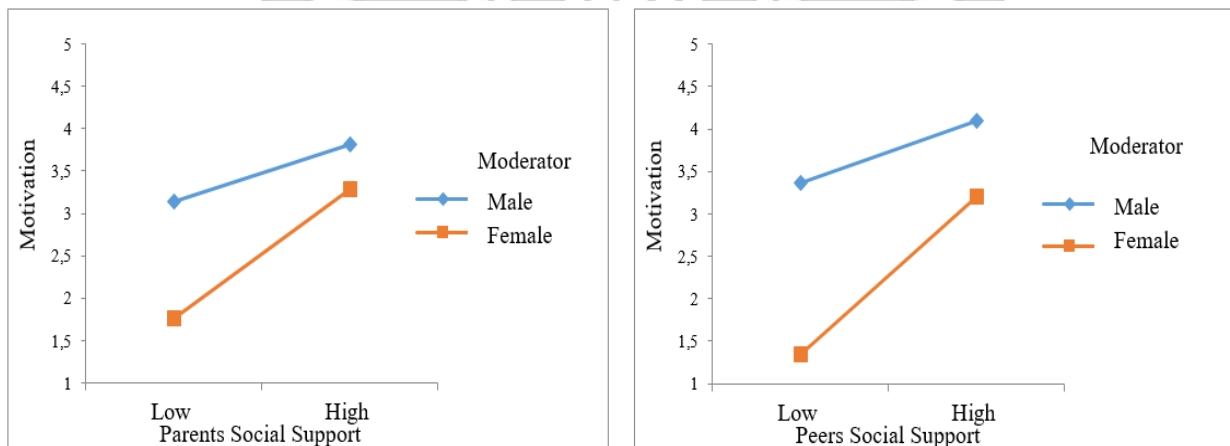 5
4,5
4
3,5
3
2,5
2
1,5
1
Motivation
Low
High
Parents Social Support
Moderator
Male
Female
5
4,5
4
3,5
3
2,5
2
1,5
1
Motivation
Low
High
Peers Social Support
Moderator
Male
Female